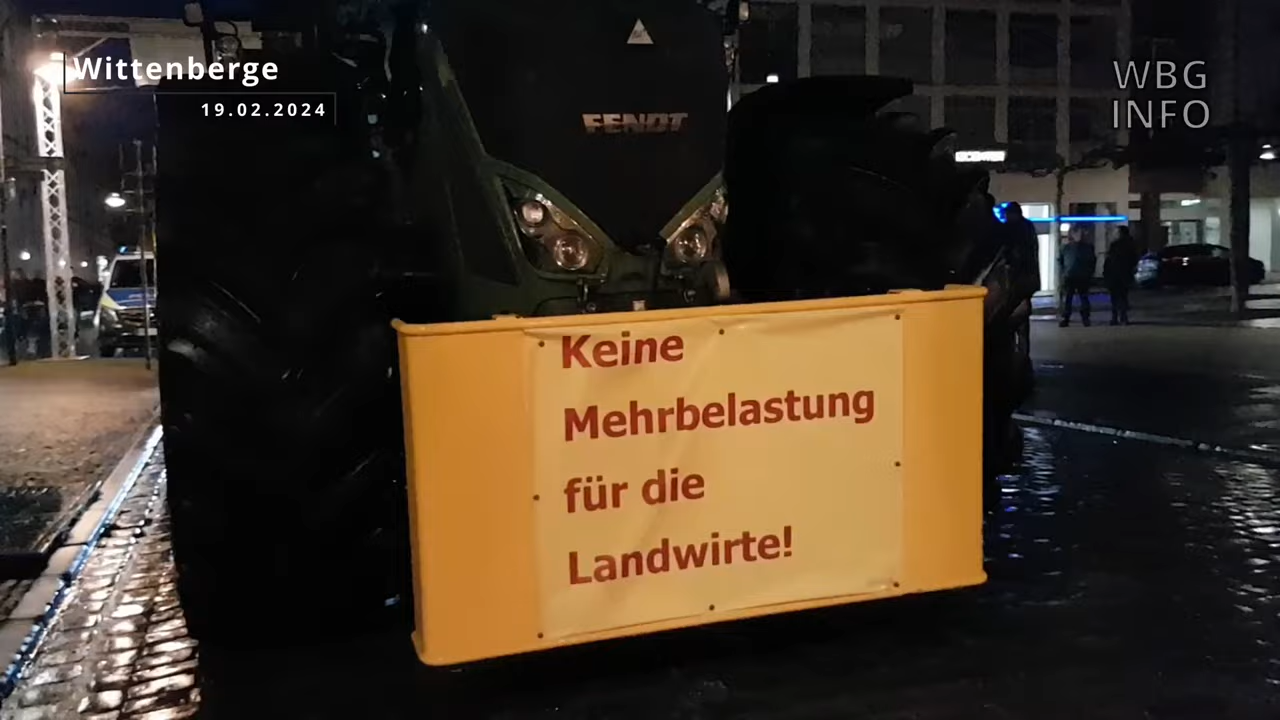 Wittenberge
19.02.2024
WBG
INFO
FENDT
Keine
Mehrbelastung
für die
Landwirte!